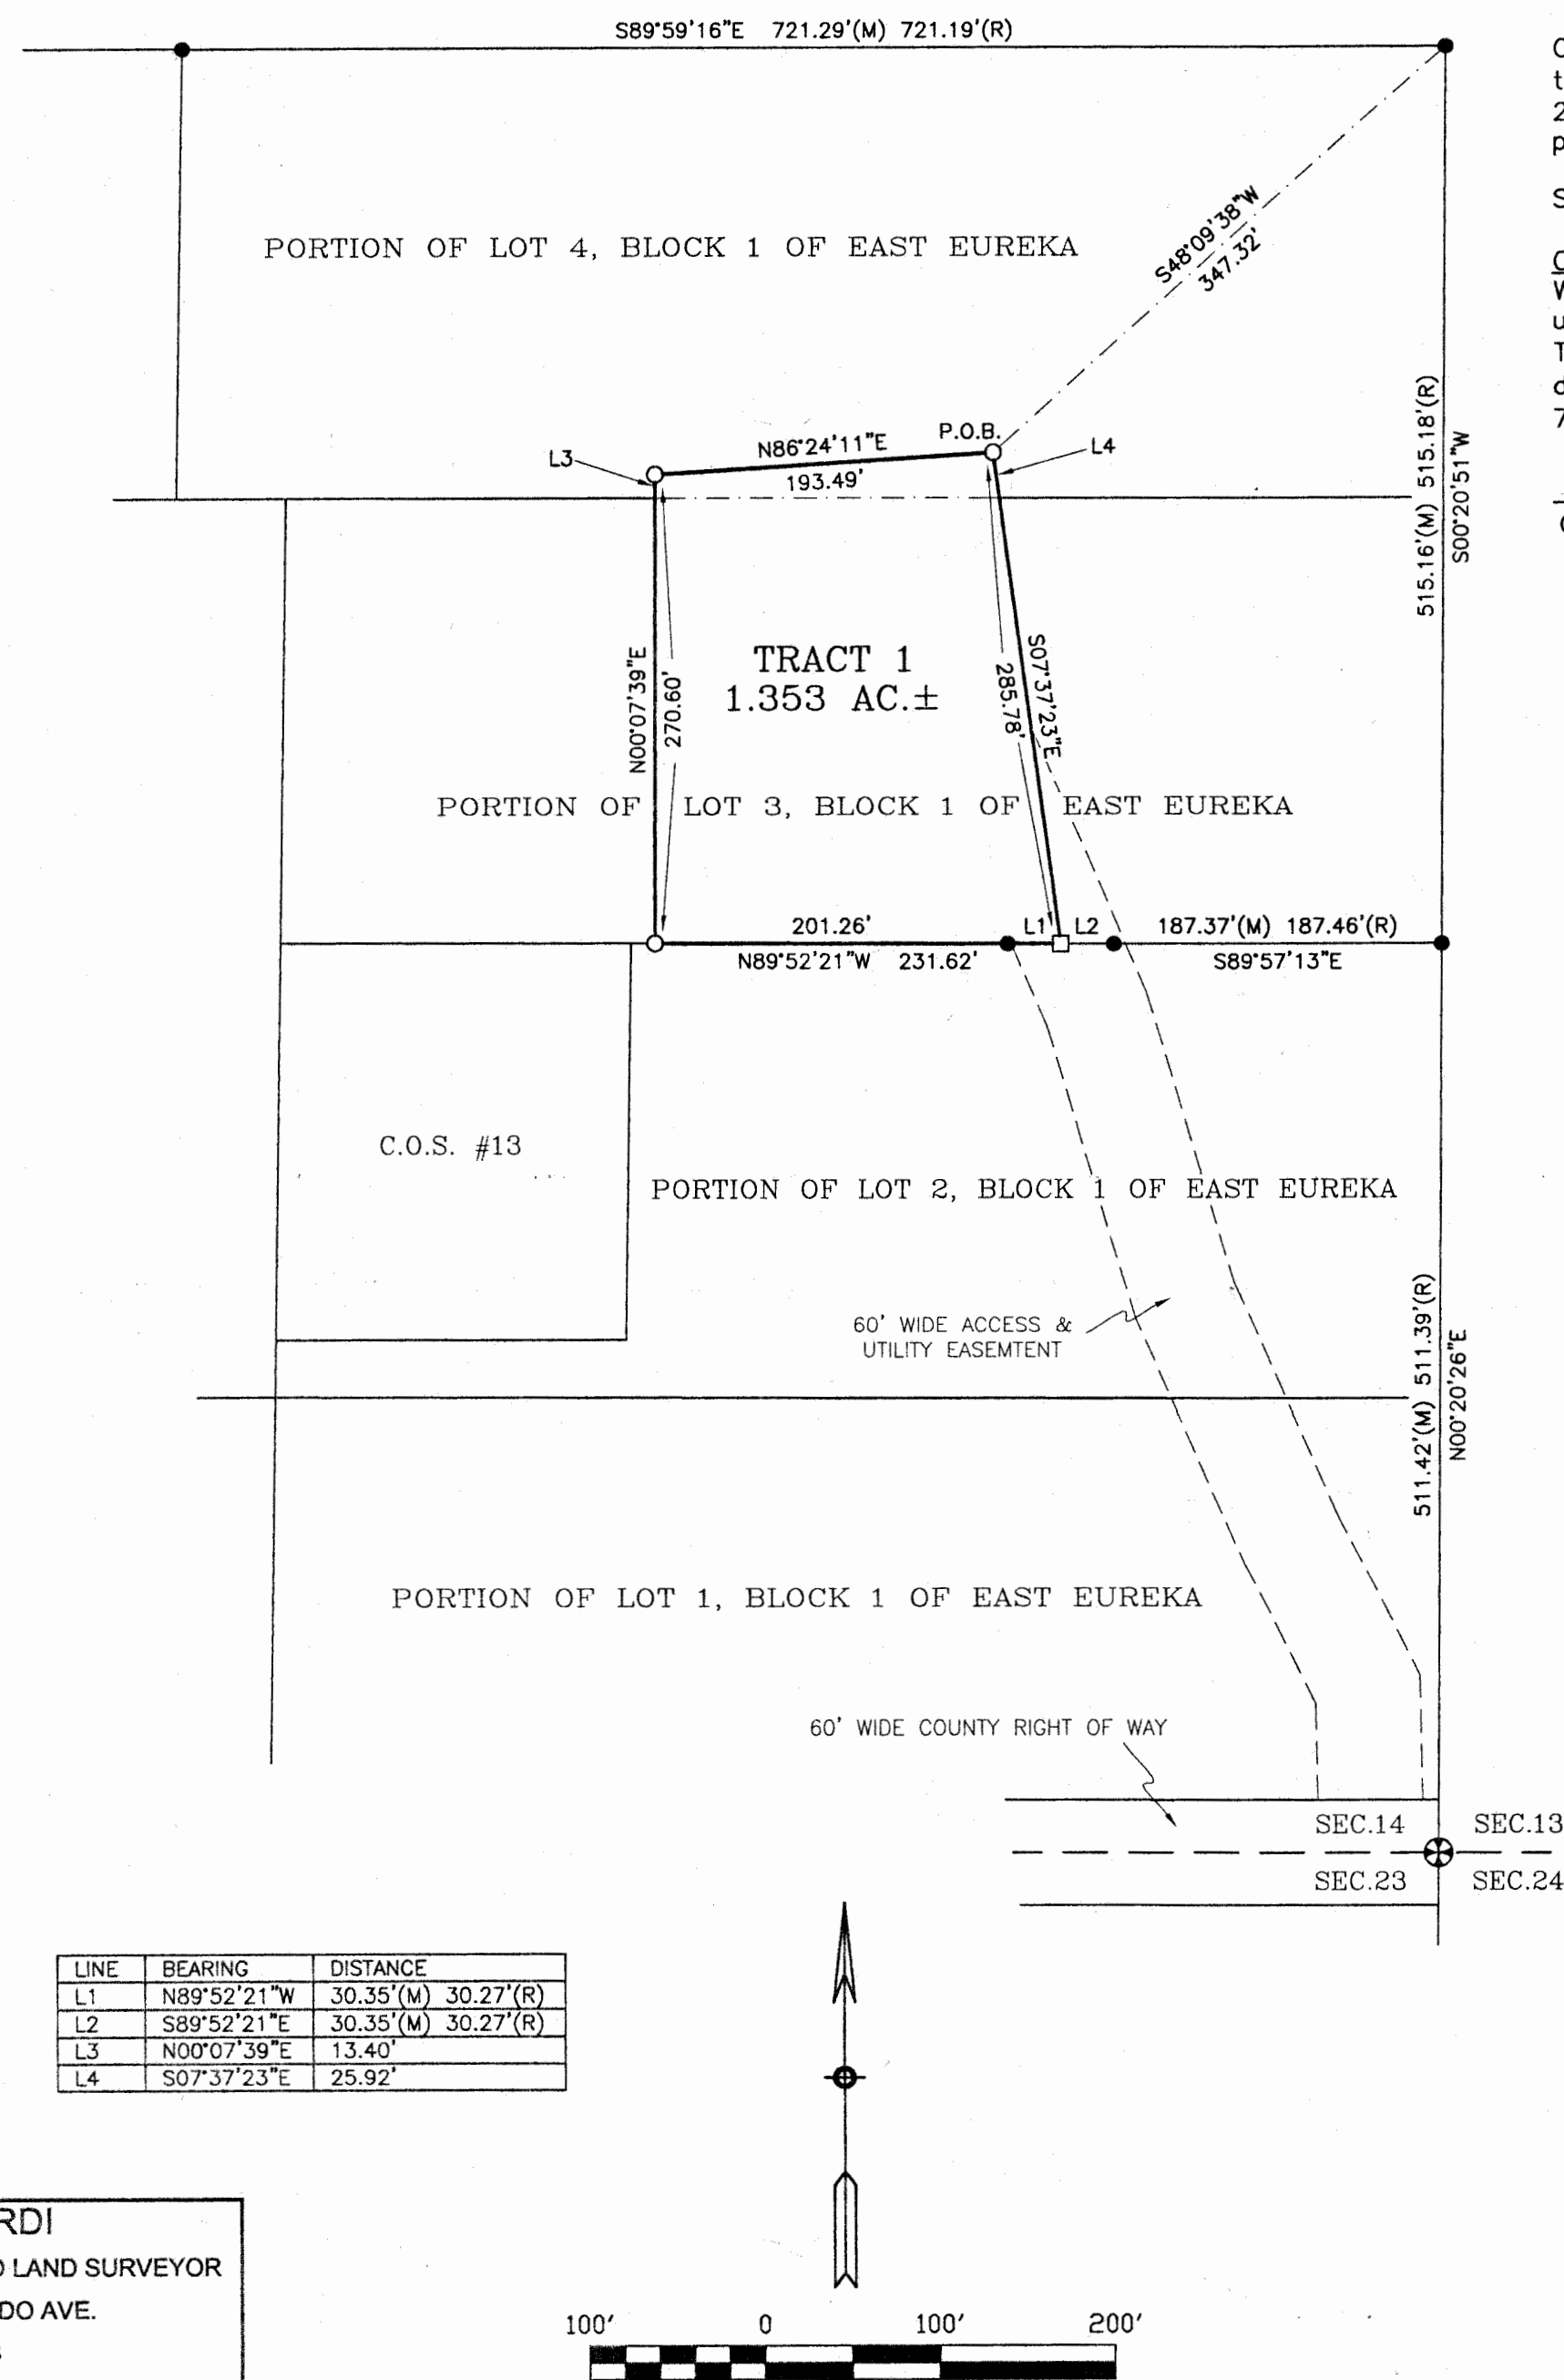 S89°59'16"E 721.29'(M) 721.19'(R)
PORTION OF LOT 4, BLOCK 1 OF EAST EUREKA
S48°09'38"W
347.32'
515.16'(M) 515.18'(R)
S00°20'51"W
P.O.B.
L4
N86°24'11"E
L3
193.49'
TRACT 1
1.353 AC.±
N00°07'39"E
270.60'
285.78'
S07°37'23"E
PORTION OF LOT 3, BLOCK 1 OF EAST EUREKA
201.26' L1 L2 187.37'(M) 187.46'(R)
N89°52'21"W 231.62' S89°57'13"E
C.O.S. #13
PORTION OF LOT 2, BLOCK 1 OF EAST EUREKA
60' WIDE ACCESS &
UTILITY EASEMTENT
511.42'(M) 511.39'(R)
N00°20'26"E
PORTION OF LOT 1, BLOCK 1 OF EAST EUREKA
60' WIDE COUNTY RIGHT OF WAY
SEC.14 SEC.13
SEC.23 SEC.24
LINE BEARING DISTANCE
L1 N89°52'21"W 30.35'(M) 30.27'(R)
L2 S89°52'21"E 30.35'(M) 30.27'(R)
L3 N00°07'39"E 13.40'
L4 S07°37'23"E 25.92'
RDI
LAND SURVEYOR
DO AVE.
100' 0 100' 200'